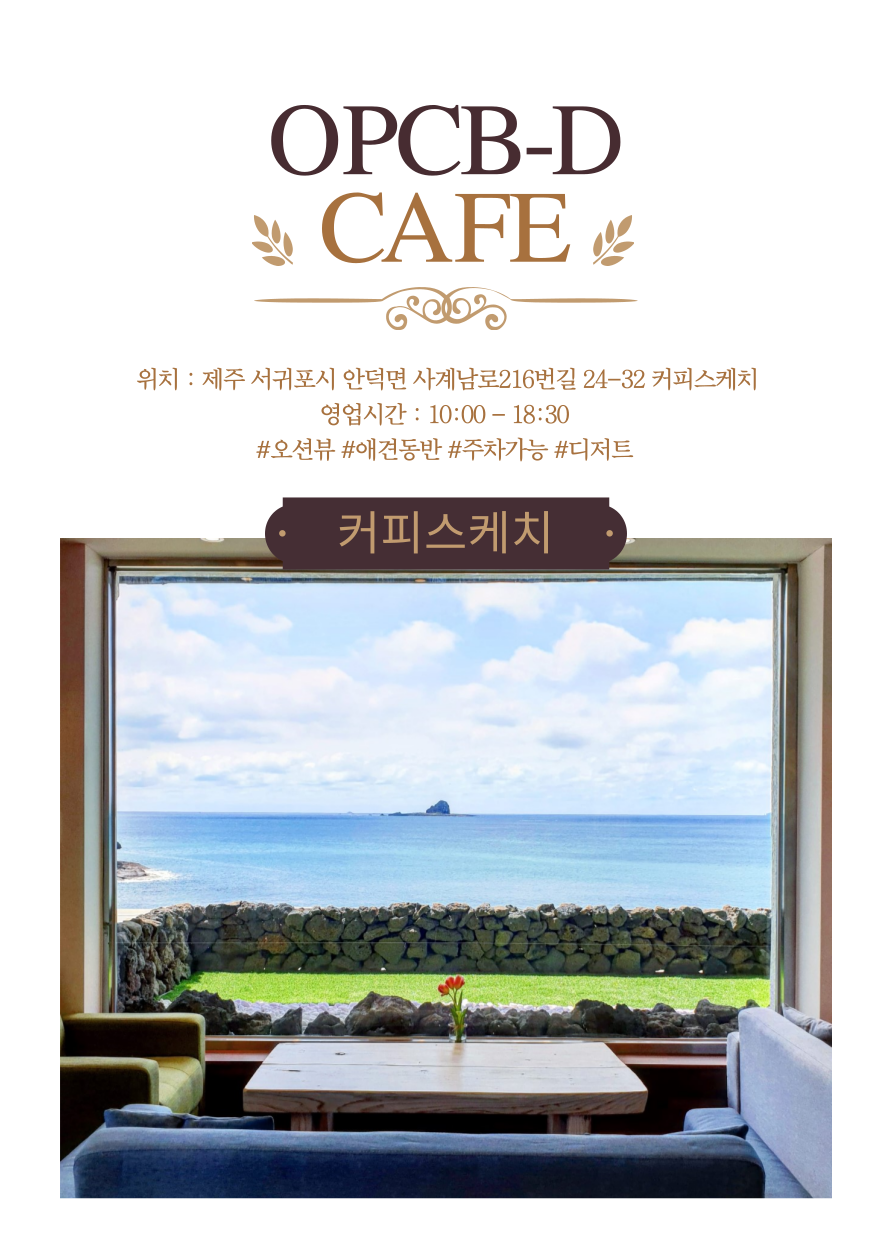 OPCB-D
CAFE
위치 : 제주 서귀포시 안덕면 사계남로216번길 24-32 커피스케치
영업시간 : 10:00 - 18:30
#오션뷰 #애견동반 #주차가능 #디저트
커피스케치